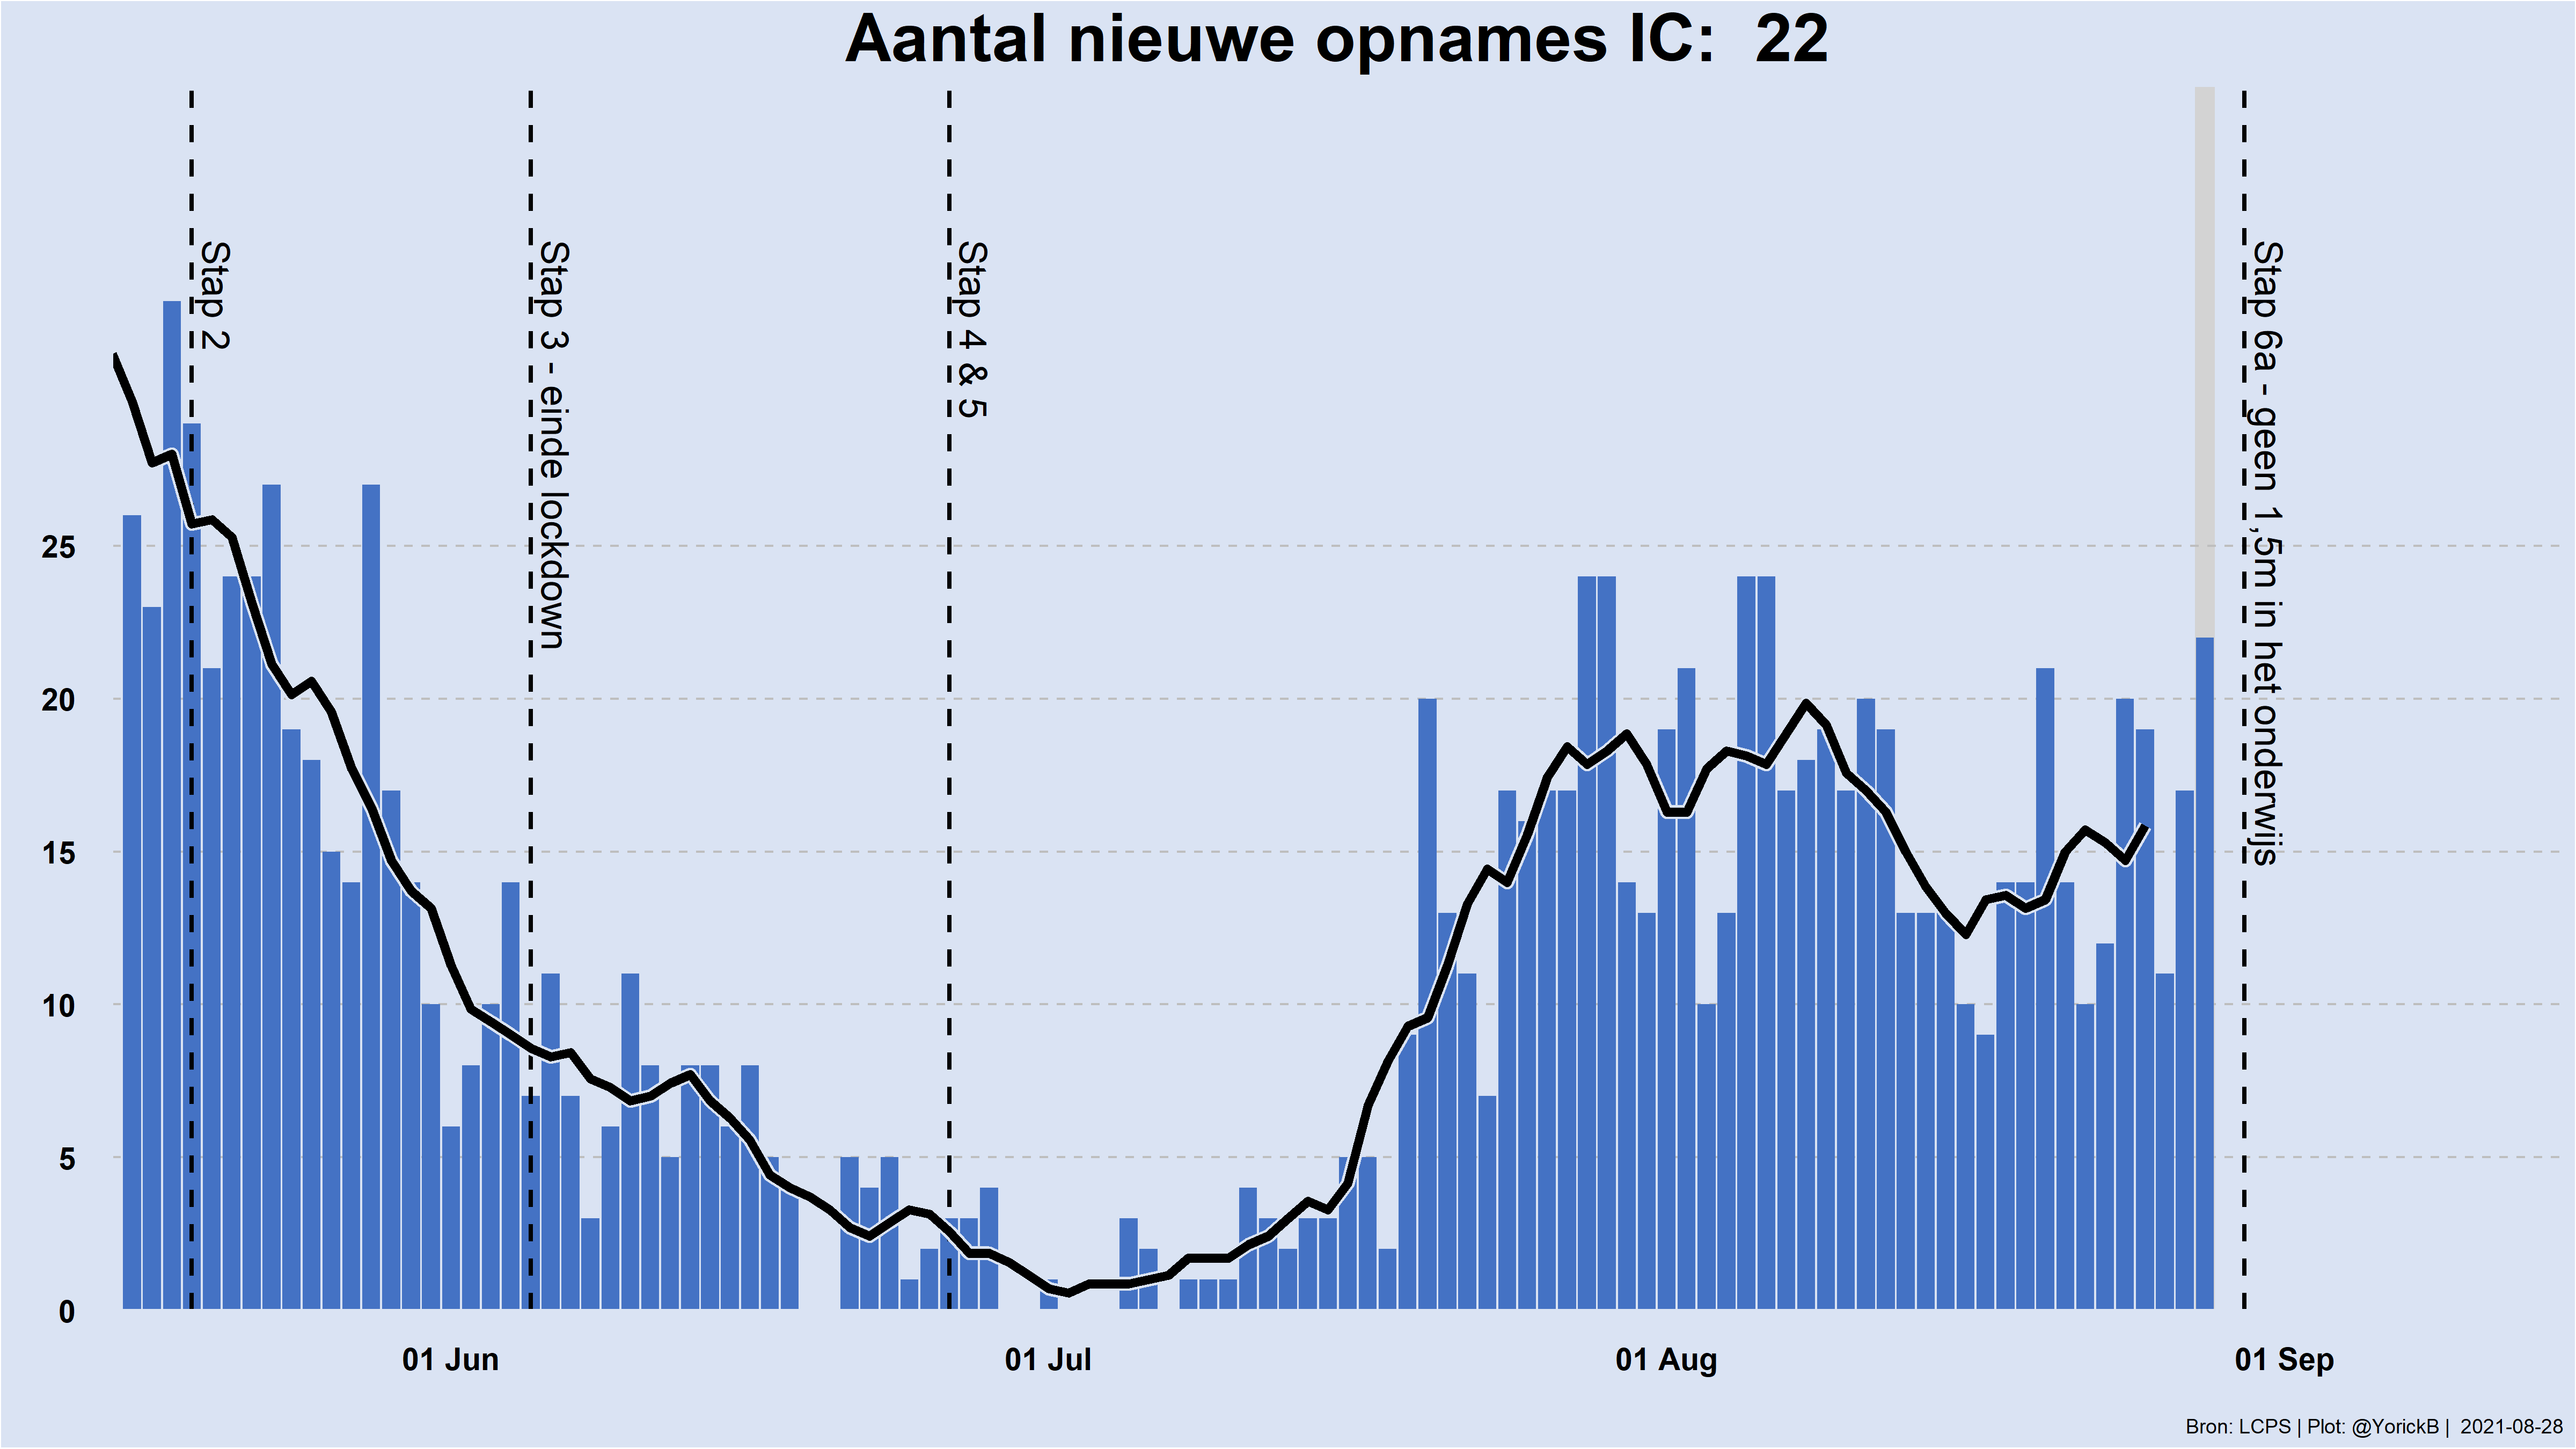 Aantal nieuwe opnames IC:  22
Stap 2
Stap 3 - einde lockdown
Stap 4 & 5
Stap 6a - geen 1,5m in het onderwijs
25
20
15
10
5
0
01 Jun
01 Jul
01 Aug
01 Sep
Bron: LCPS | Plot: @YorickB |  2021-08-28